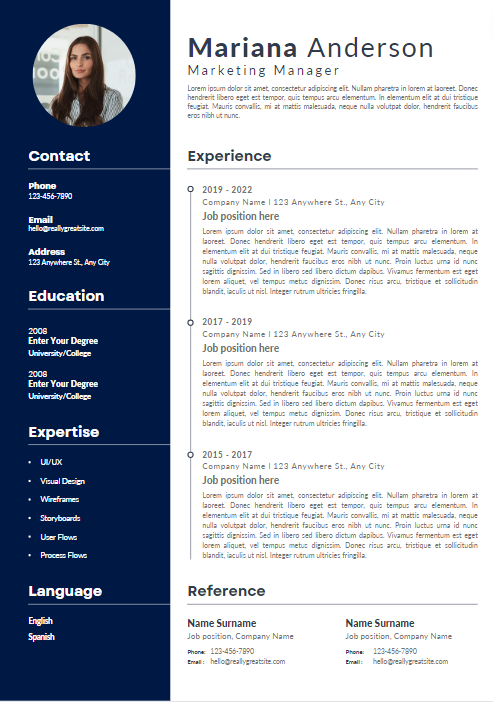 Mariana Anderson
Marketing Manager
Lorem ipsum dolor sit amet, consectetur adipiscing elit. Nullam pharetra in lorem at laoreet. Donec
hendrerit libero eget est tempor, quis tempus arcu elementum. In elementum elit at dui tristique
feugiat. Mauris convallis, mi at mattis malesuada, neque nulla volutpat dolor, hendrerit faucibus
eros nibh ut nunc.
Contact
Phone
123-456-7890
Email
hello@reallygreatsite.com
Address
123 Anywhere St., Any City
Education
2008
Enter Your Degree
University/College
2008
Enter Your Degree
University/College
Expertise
• UI/UX
• Visual Design
• Wireframes
• Storyboards
• User Flows
• Process Flows
Language
English
Spanish
Experience
2019 - 2022
Company Name l 123 Anywhere St., Any City
Job position here
Lorem ipsum dolor sit amet, consectetur adipiscing elit. Nullam pharetra in lorem at
laoreet. Donec hendrerit libero eget est tempor, quis tempus arcu elementum. In
elementum elit at dui tristique feugiat. Mauris convallis, mi at mattis malesuada, neque
nulla volutpat dolor, hendrerit faucibus eros nibh ut nunc. Proin luctus urna id nunc
sagittis dignissim. Sed in libero sed libero dictum dapibus. Vivamus fermentum est eget
lorem aliquet, vel tempus metus dignissim. Donec risus arcu, tristique et sollicitudin
blandit, iaculis ut nisl. Integer rutrum ultricies fringilla.
2017 - 2019
Company Name l 123 Anywhere St., Any City
Job position here
Lorem ipsum dolor sit amet, consectetur adipiscing elit. Nullam pharetra in lorem at
laoreet. Donec hendrerit libero eget est tempor, quis tempus arcu elementum. In
elementum elit at dui tristique feugiat. Mauris convallis, mi at mattis malesuada, neque
nulla volutpat dolor, hendrerit faucibus eros nibh ut nunc. Proin luctus urna id nunc
sagittis dignissim. Sed in libero sed libero dictum dapibus. Vivamus fermentum est eget
lorem aliquet, vel tempus metus dignissim. Donec risus arcu, tristique et sollicitudin
blandit, iaculis ut nisl. Integer rutrum ultricies fringilla.
2015 - 2017
Company Name l 123 Anywhere St., Any City
Job position here
Lorem ipsum dolor sit amet, consectetur adipiscing elit. Nullam pharetra in lorem at
laoreet. Donec hendrerit libero eget est tempor, quis tempus arcu elementum. In
elementum elit at dui tristique feugiat. Mauris convallis, mi at mattis malesuada, neque
nulla volutpat dolor, hendrerit faucibus eros nibh ut nunc. Proin luctus urna id nunc
sagittis dignissim. Sed in libero sed libero dictum dapibus. Vivamus fermentum est eget
lorem aliquet, vel tempus metus dignissim. Donec risus arcu, tristique et sollicitudin
blandit, iaculis ut nisl. Integer rutrum ultricies fringilla.
Reference
Name Surname
Job position, Company Name
Phone: 123-456-7890
Email : hello@reallygreatsite.com
Name Surname
Job position, Company Name
Phone: 123-456-7890
Email : hello@reallygreatsite.com